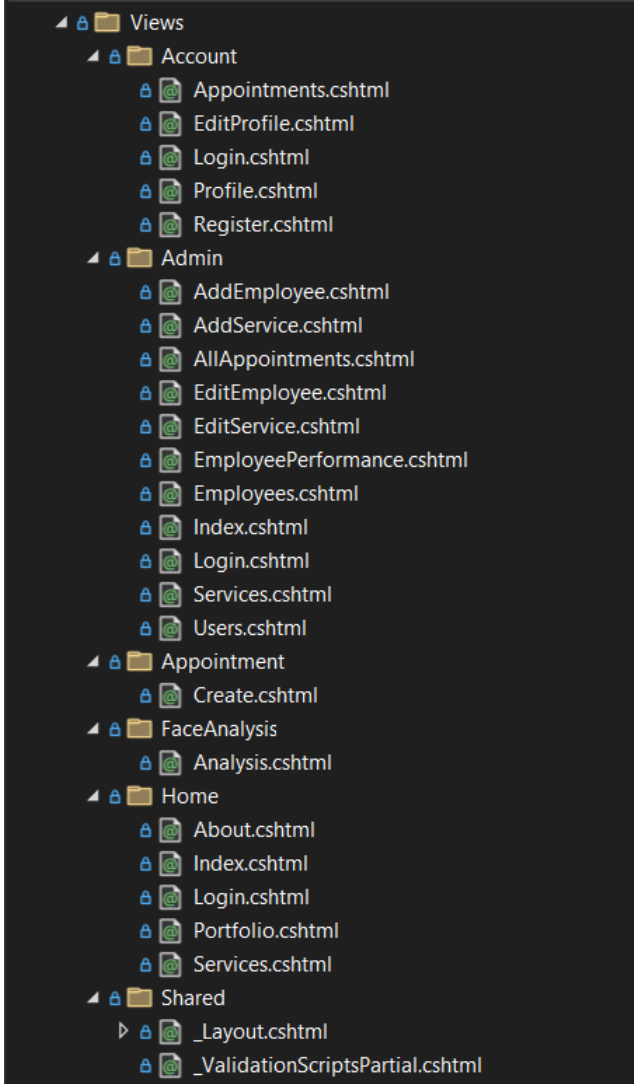 Views
Account
Appointments.cshtml
EditProfile.cshtml
Login.cshtml
Profile.cshtml
Register.cshtml
Admin
AddEmployee.cshtml
AddService.cshtml
AllAppointments.cshtml
EditEmployee.cshtml
EditService.cshtml
EmployeePerformance.cshtml
Employees.cshtml
Index.cshtml
Login.cshtml
Services.cshtml
Users.cshtml
Appointment
Create.cshtml
FaceAnalysis
Analysis.cshtml
Home
About.cshtml
Index.cshtml
Login.cshtml
Portfolio.cshtml
Services.cshtml
Shared
_Layout.cshtml
_ValidationScriptsPartial.cshtml